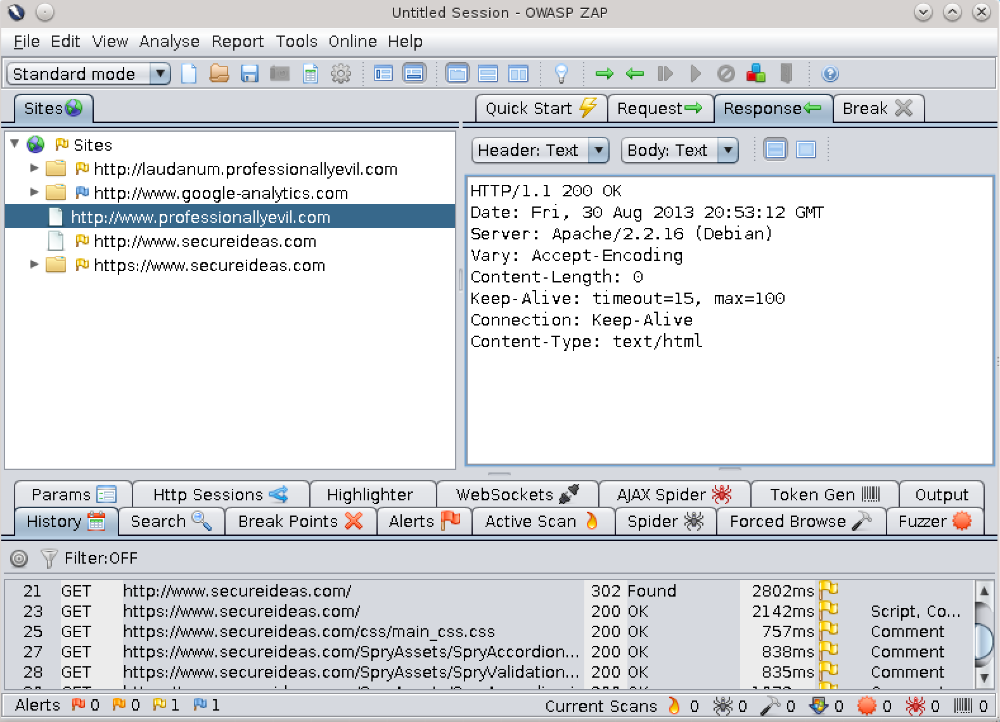 Untitled Session - OWASP ZAP
File Edit View Analyse Report Tools Online Help
Standard mode
Sites
Quick Start Request Response Break
Sites
http://laudanum.professionallyevil.com
http://www.google-analytics.com
http://www.professionallyevil.com
http://www.secureideas.com
https://www.secureideas.com
Header: Text Body: Text
HTTP/1.1 200 OK
Date: Fri, 30 Aug 2013 20:53:12 GMT
Server: Apache/2.2.16 (Debian)
Vary: Accept-Encoding
Content-Length: 0
Keep-Alive: timeout=15, max=100
Connection: Keep-Alive
Content-Type: text/html
Params Http Sessions Highlighter WebSockets AJAX Spider Token Gen Output
History Search Break Points Alerts Active Scan Spider Forced Browse Fuzzer
Filter:OFF
21 GET http://www.secureideas.com/ 302 Found 2802ms
23 GET https://www.secureideas.com/ 200 OK 2142ms Script, Co...
25 GET https://www.secureideas.com/css/main_css.css 200 OK 757ms Comment
27 GET https://www.secureideas.com/SpryAssets/SpryAccordion... 200 OK 838ms Comment
28 GET https://www.secureideas.com/SpryAssets/SpryValidation... 200 OK 835ms Comment
Alerts 0 0 1 1 Current Scans 0 0 0 0 0 0 0